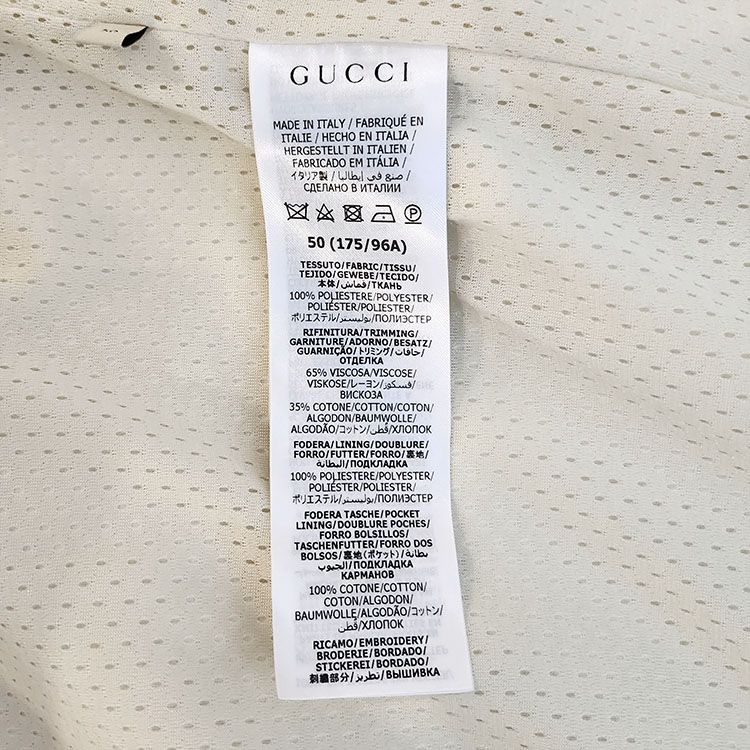 GUCCI
MADE IN ITALY / FABRIQUÉ EN
ITALIE / HECHO EN ITALIA /
HERGESTELLT IN ITALIEN /
FABRICADO EM ITÁLIA /
イタリア製 / صنع في إيطاليا /
СДЕЛАНО В ИТАЛИИ
50 (175/96A)
TESSUTO/FABRIC/TISSU/
TEJIDO/GEWEBE/TECIDO/
本体/قماش/ТКАНЬ
100% POLIESTERE/POLYESTER/
POLIÉSTER/POLIESTER/
ポリエステル/بوليستر/ПОЛИЭСТЕР
RIFINITURA/TRIMMING/
GARNITURE/ADORNO/BESATZ/
GUARNIÇÃO/トリミング/حافات/
ОТДЕЛКА
65% VISCOSA/VISCOSE/
VISKOSE/レーヨン/فسكوز/
ВИСКОЗА
35% COTONE/COTTON/COTON/
ALGODON/BAUMWOLLE/
ALGODÃO/コットン/قُطن/ХЛОПОК
FODERA/LINING/DOUBLURE/
FORRO/FUTTER/FORRO/裏地/
البطانة/ПОДКЛАДКА
100% POLIESTERE/POLYESTER/
POLYESTER/POLIESTER/
ポリエステル/بوليستر/ПОЛИЭСТЕР
FODERA TASCHE/POCKET
LINING/DOUBLURE POCHES/
FORRO BOLSILLOS/
TASCHENFUTTER/FORRO DOS
BOLSOS/裏地(ポケット)/بطانة
الجيوب/ПОДКЛАДКА
КАРМАНОВ
100% COTONE/COTTON/
COTON/ALGODON/
BAUMWOLLE/ALGODÃO/コットン/
قُطن/ХЛОПОК
RICAMO/EMBROIDERY/
BRODERIE/BORDADO/
STICKEREI/BORDADO/
刺繍部分/تطريز/ВЫШИВКА